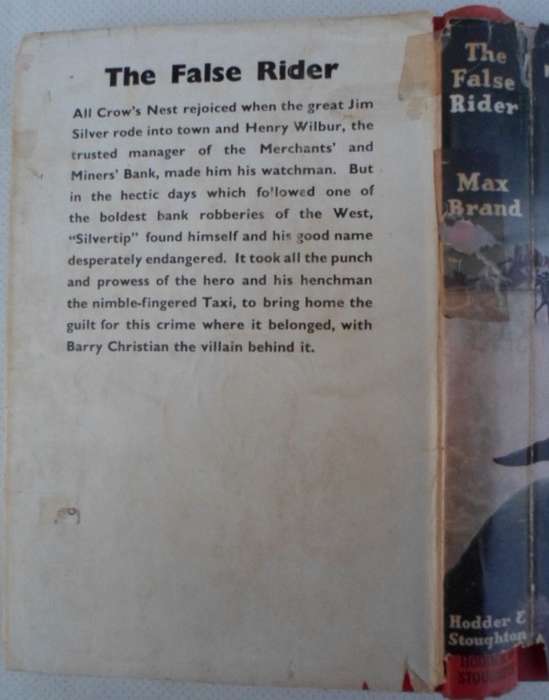 The False Rider
All Crow's Nest rejoiced when the great Jim
Silver rode into town and Henry Wilbur, the
trusted manager of the Merchants' and
Miners' Bank, made him his watchman. But
in the hectic days which fo'lowed one of
the boldest bank robberies of the West,
"Silvertip" found himself and his good name
desperately endangered. It took all the punch
and prowess of the hero and his henchman
the nimble-fingered Taxi, to bring home the
guilt for this crime where it belonged, with
Barry Christian the villain behind it.
The
False
Rider
Max
Brand
Hodder &
Stoughton